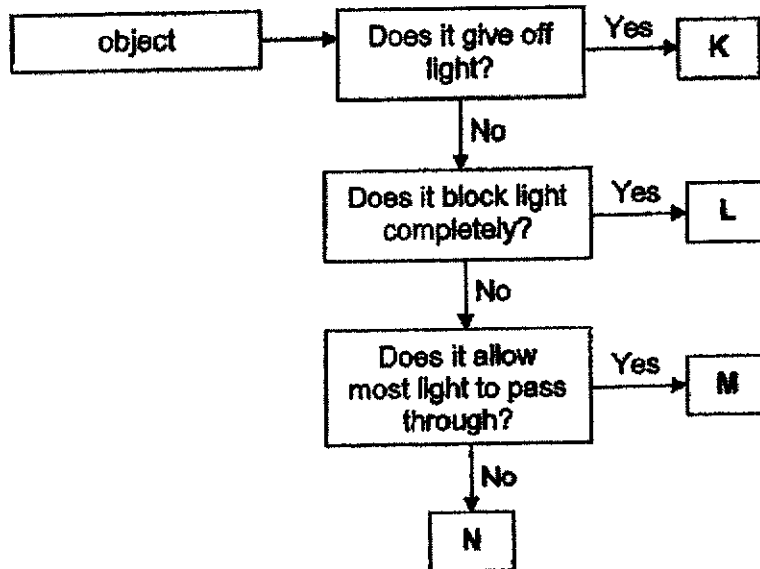 object
Does it give off
light?
Yes
K
No
Does it block light
completely?
Yes
L
No
Does it allow
most light to pass
through?
Yes
M
No
N